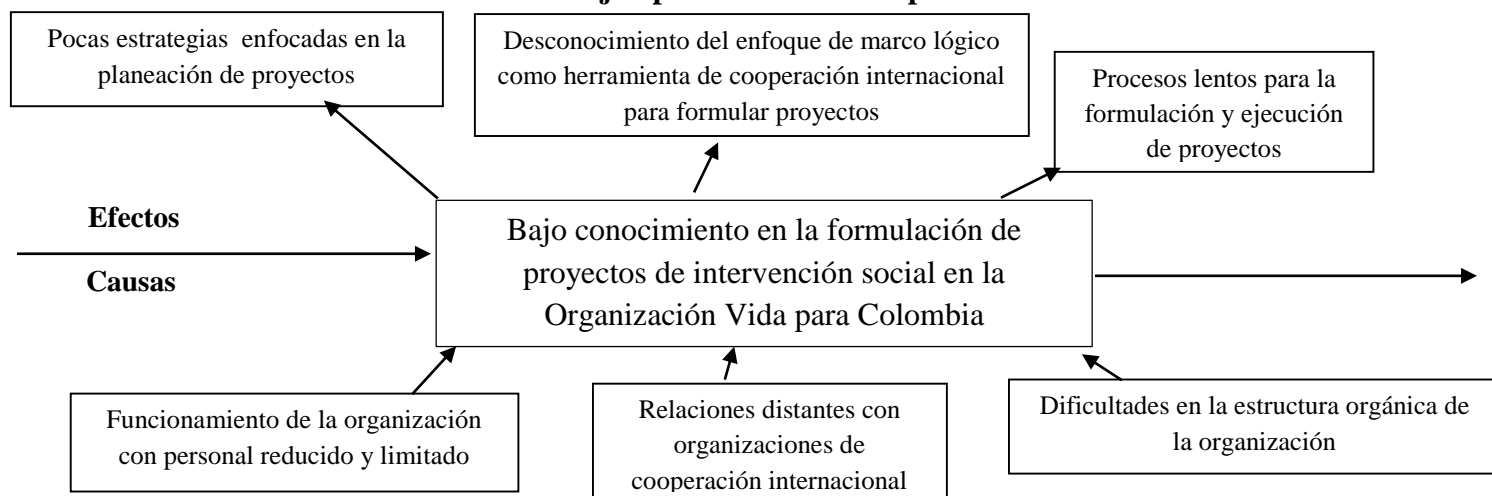 Pocas estrategias enfocadas en la
planeación de proyectos
Desconocimiento del enfoque de marco lógico
como herramienta de cooperación internacional
para formular proyectos
Procesos lentos para la
formulación y ejecución
de proyectos
Efectos
Causas
Bajo conocimiento en la formulación de
proyectos de intervención social en la
Organización Vida para Colombia
Funcionamiento de la organización
con personal reducido y limitado
Relaciones distantes con
organizaciones de
cooperación internacional
Dificultades en la estructura orgánica de
la organización